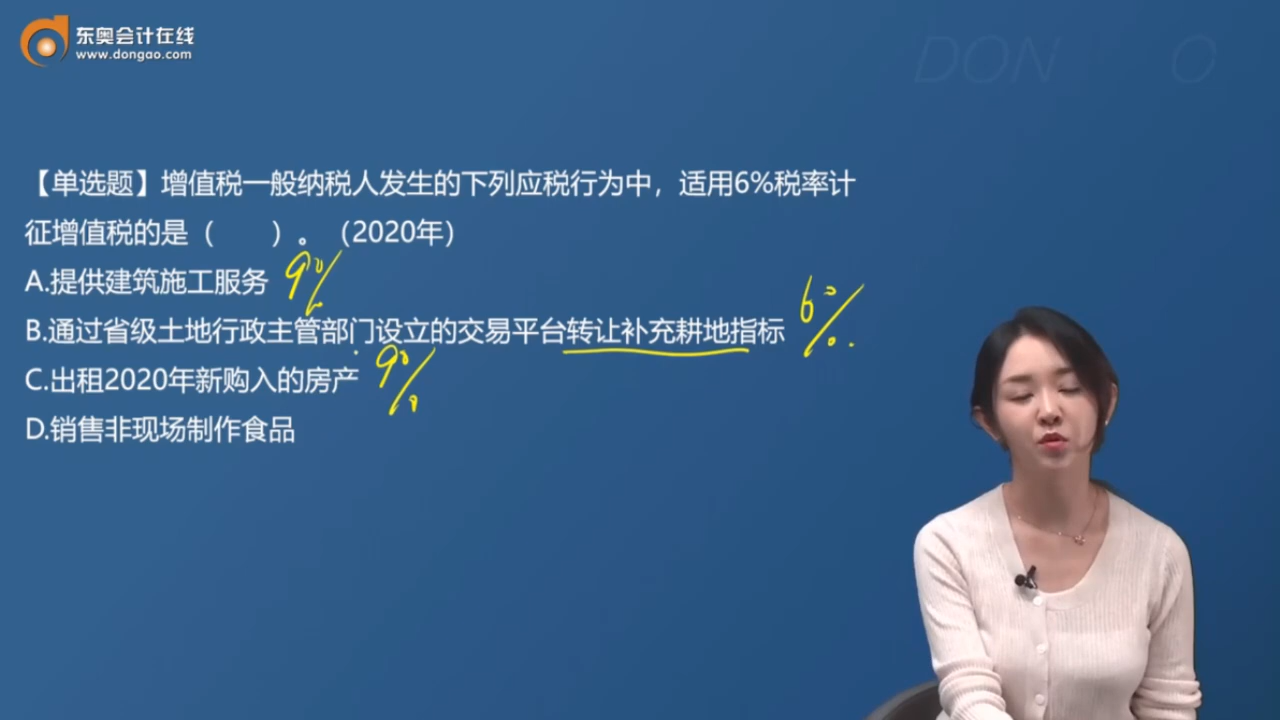 东奥会计在线
www.dongao.com
DON O
【单选题】增值税一般纳税人发生的下列应税行为中，适用6%税率计
征增值税的是（ ）。（2020年）
A.提供建筑施工服务 9%
B.通过省级土地行政主管部门设立的交易平台转让补充耕地指标 6%.
C.出租2020年新购入的房产 9%
D.销售非现场制作食品